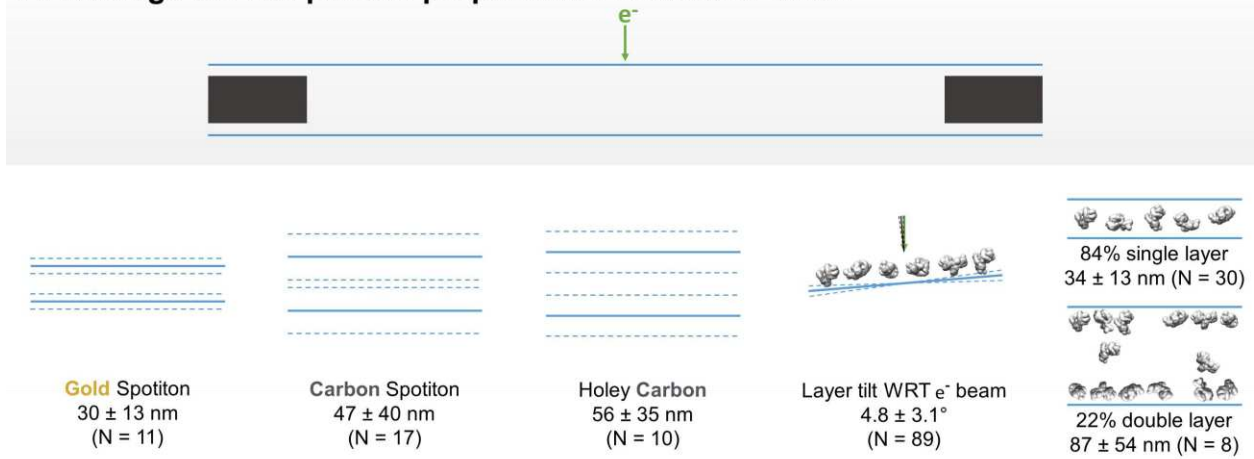 e⁻
Gold Spotiton
30 ± 13 nm
(N = 11)
Carbon Spotiton
47 ± 40 nm
(N = 17)
Holey Carbon
56 ± 35 nm
(N = 10)
Layer tilt WRT e⁻ beam
4.8 ± 3.1°
(N = 89)
84% single layer
34 ± 13 nm (N = 30)
22% double layer
87 ± 54 nm (N = 8)